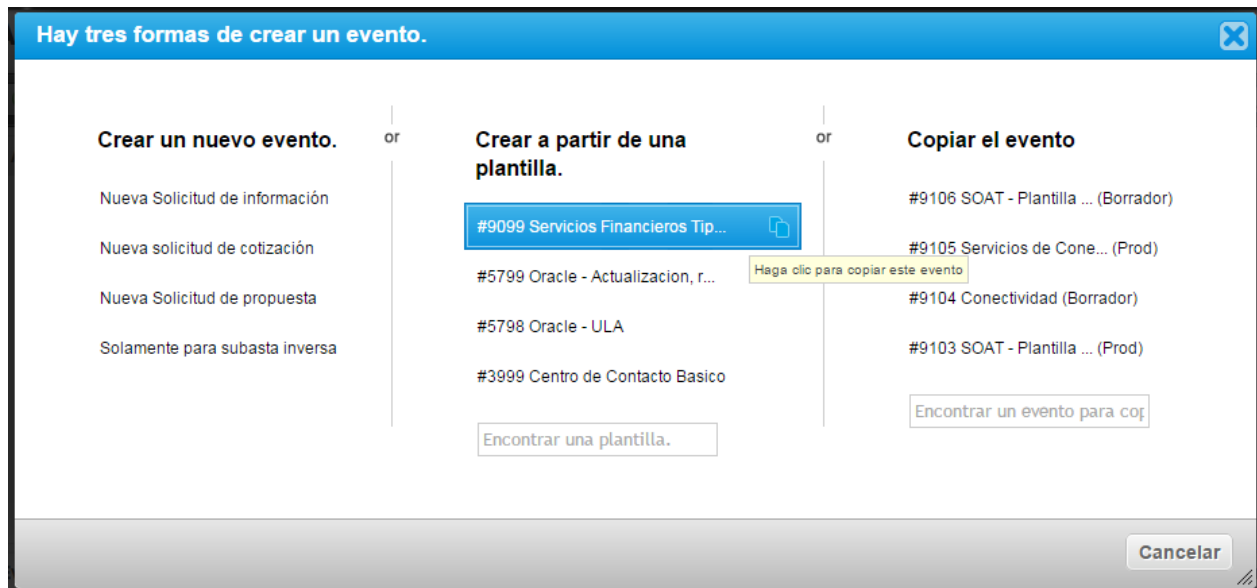 Hay tres formas de crear un evento.
Crear un nuevo evento.
Nueva Solicitud de información
Nueva solicitud de cotización
Nueva Solicitud de propuesta
Solamente para subasta inversa
or
Crear a partir de una
plantilla.
#9099 Servicios Financieros Tip...
Haga clic para copiar este evento
#5799 Oracle - Actualizacion, r...
#5798 Oracle - ULA
#3999 Centro de Contacto Basico
Encontrar una plantilla.
or
Copiar el evento
#9106 SOAT - Plantilla ... (Borrador)
#9105 Servicios de Cone... (Prod)
#9104 Conectividad (Borrador)
#9103 SOAT - Plantilla ... (Prod)
Encontrar un evento para cop
Cancelar